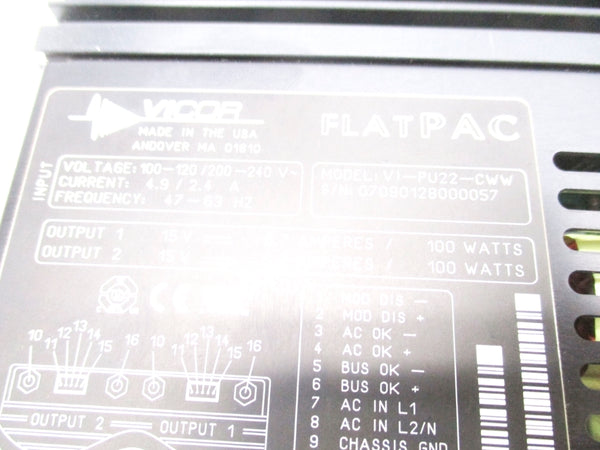 VICOR
MADE IN THE USA
ANDOVER MA 01810
FLATPAC
INPUT
VOLTAGE: 100-120/200-240 V~
CURRENT: 4.9 / 2.4 A
FREQUENCY: 47 - 63 HZ
MODEL: VI-PU22-CWW
S/N: 07090128000057
OUTPUT 1 15 V / 100 WATTS
OUTPUT 2 15 V / 100 WATTS
MOD DIS -
2 MOD DIS +
3 AC OK -
4 AC OK +
5 BUS OK -
6 BUS OK +
7 AC IN L1
8 AC IN L2/N
9 CHASSIS GND
10 11 12 13 14 15 16 10 11 12 13 14 15 16
OUTPUT 2 OUTPUT 1